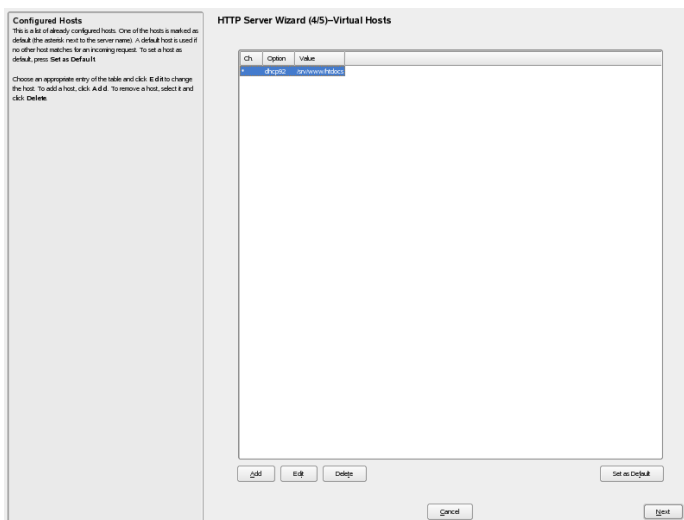 Configured Hosts
This is a list of already configured hosts. One of the hosts is marked as
default (the asterisk next to the server name). A default host is used if
no other host matches for an incoming request. To set a host as
default, press Set as Default.
Choose an appropriate entry of the table and click Edit to change
the host. To add a host, click Add. To remove a host, select it and
click Delete.
HTTP Server Wizard (4/5)–Virtual Hosts
Ch. Option Value
* dhcp92 /srv/www/htdocs
Add Edit Delete Set as Default
Cancel Next